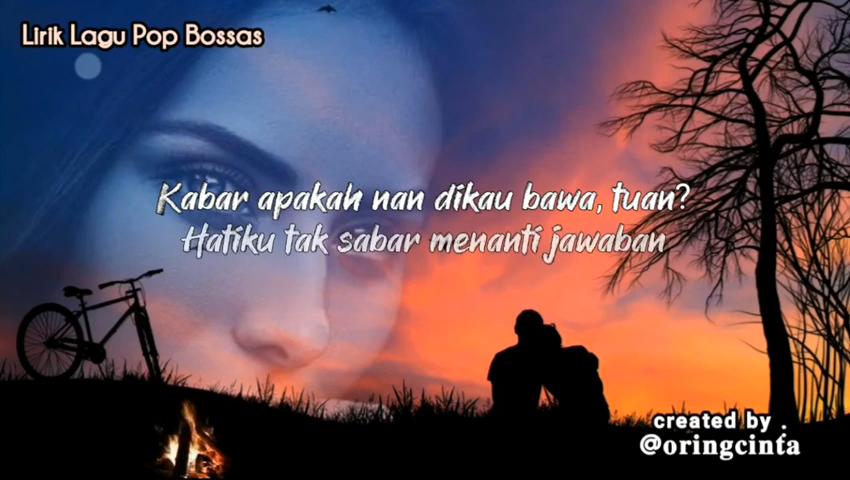 Lirik Lagu Pop Bossas
Kabar apakah nan dikau bawa, tuan?
Hatiku tak sabar menanti jawaban
created by .
@oringcinta